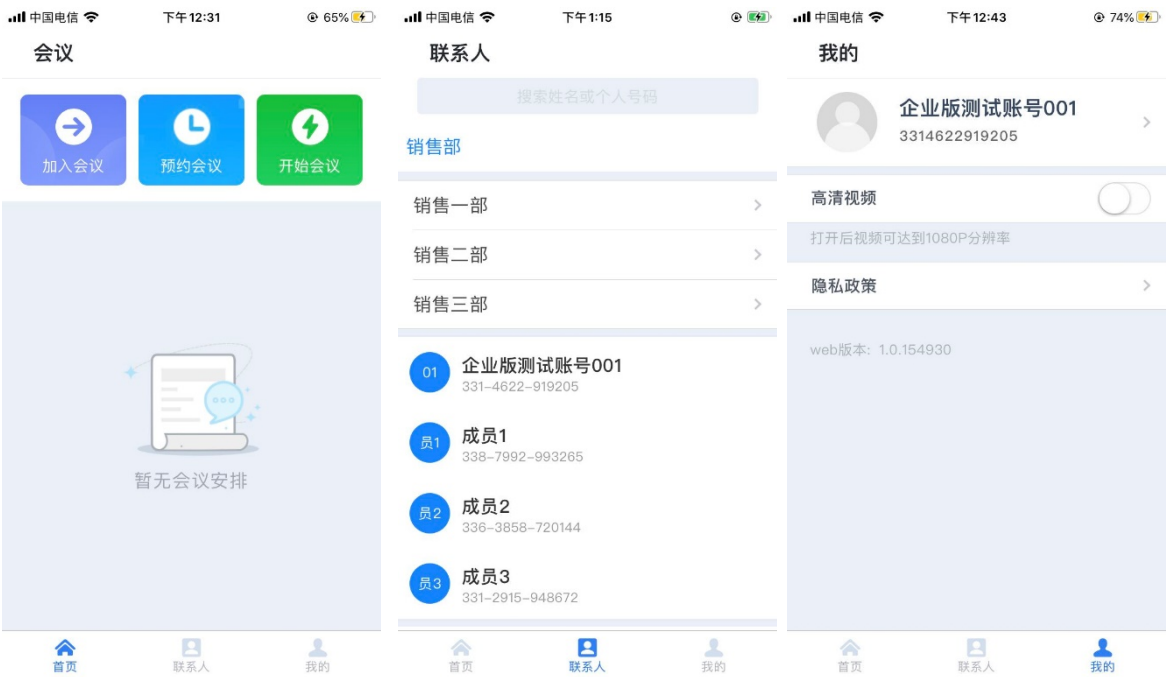 中国电信 下午12:31 65%
会议
加入会议 预约会议 开始会议
暂无会议安排
首页 联系人 我的
中国电信 下午1:15
联系人
搜索姓名或个人号码
销售部
销售一部
销售二部
销售三部
01 企业版测试账号001
331-4622-919205
员1 成员1
338-7992-993265
员2 成员2
336-3858-720144
员3 成员3
331-2915-948672
首页 联系人 我的
中国电信 下午12:43 74%
我的
企业版测试账号001
3314622919205
高清视频
打开后视频可达到1080P分辨率
隐私政策
web版本: 1.0.154930
首页 联系人 我的